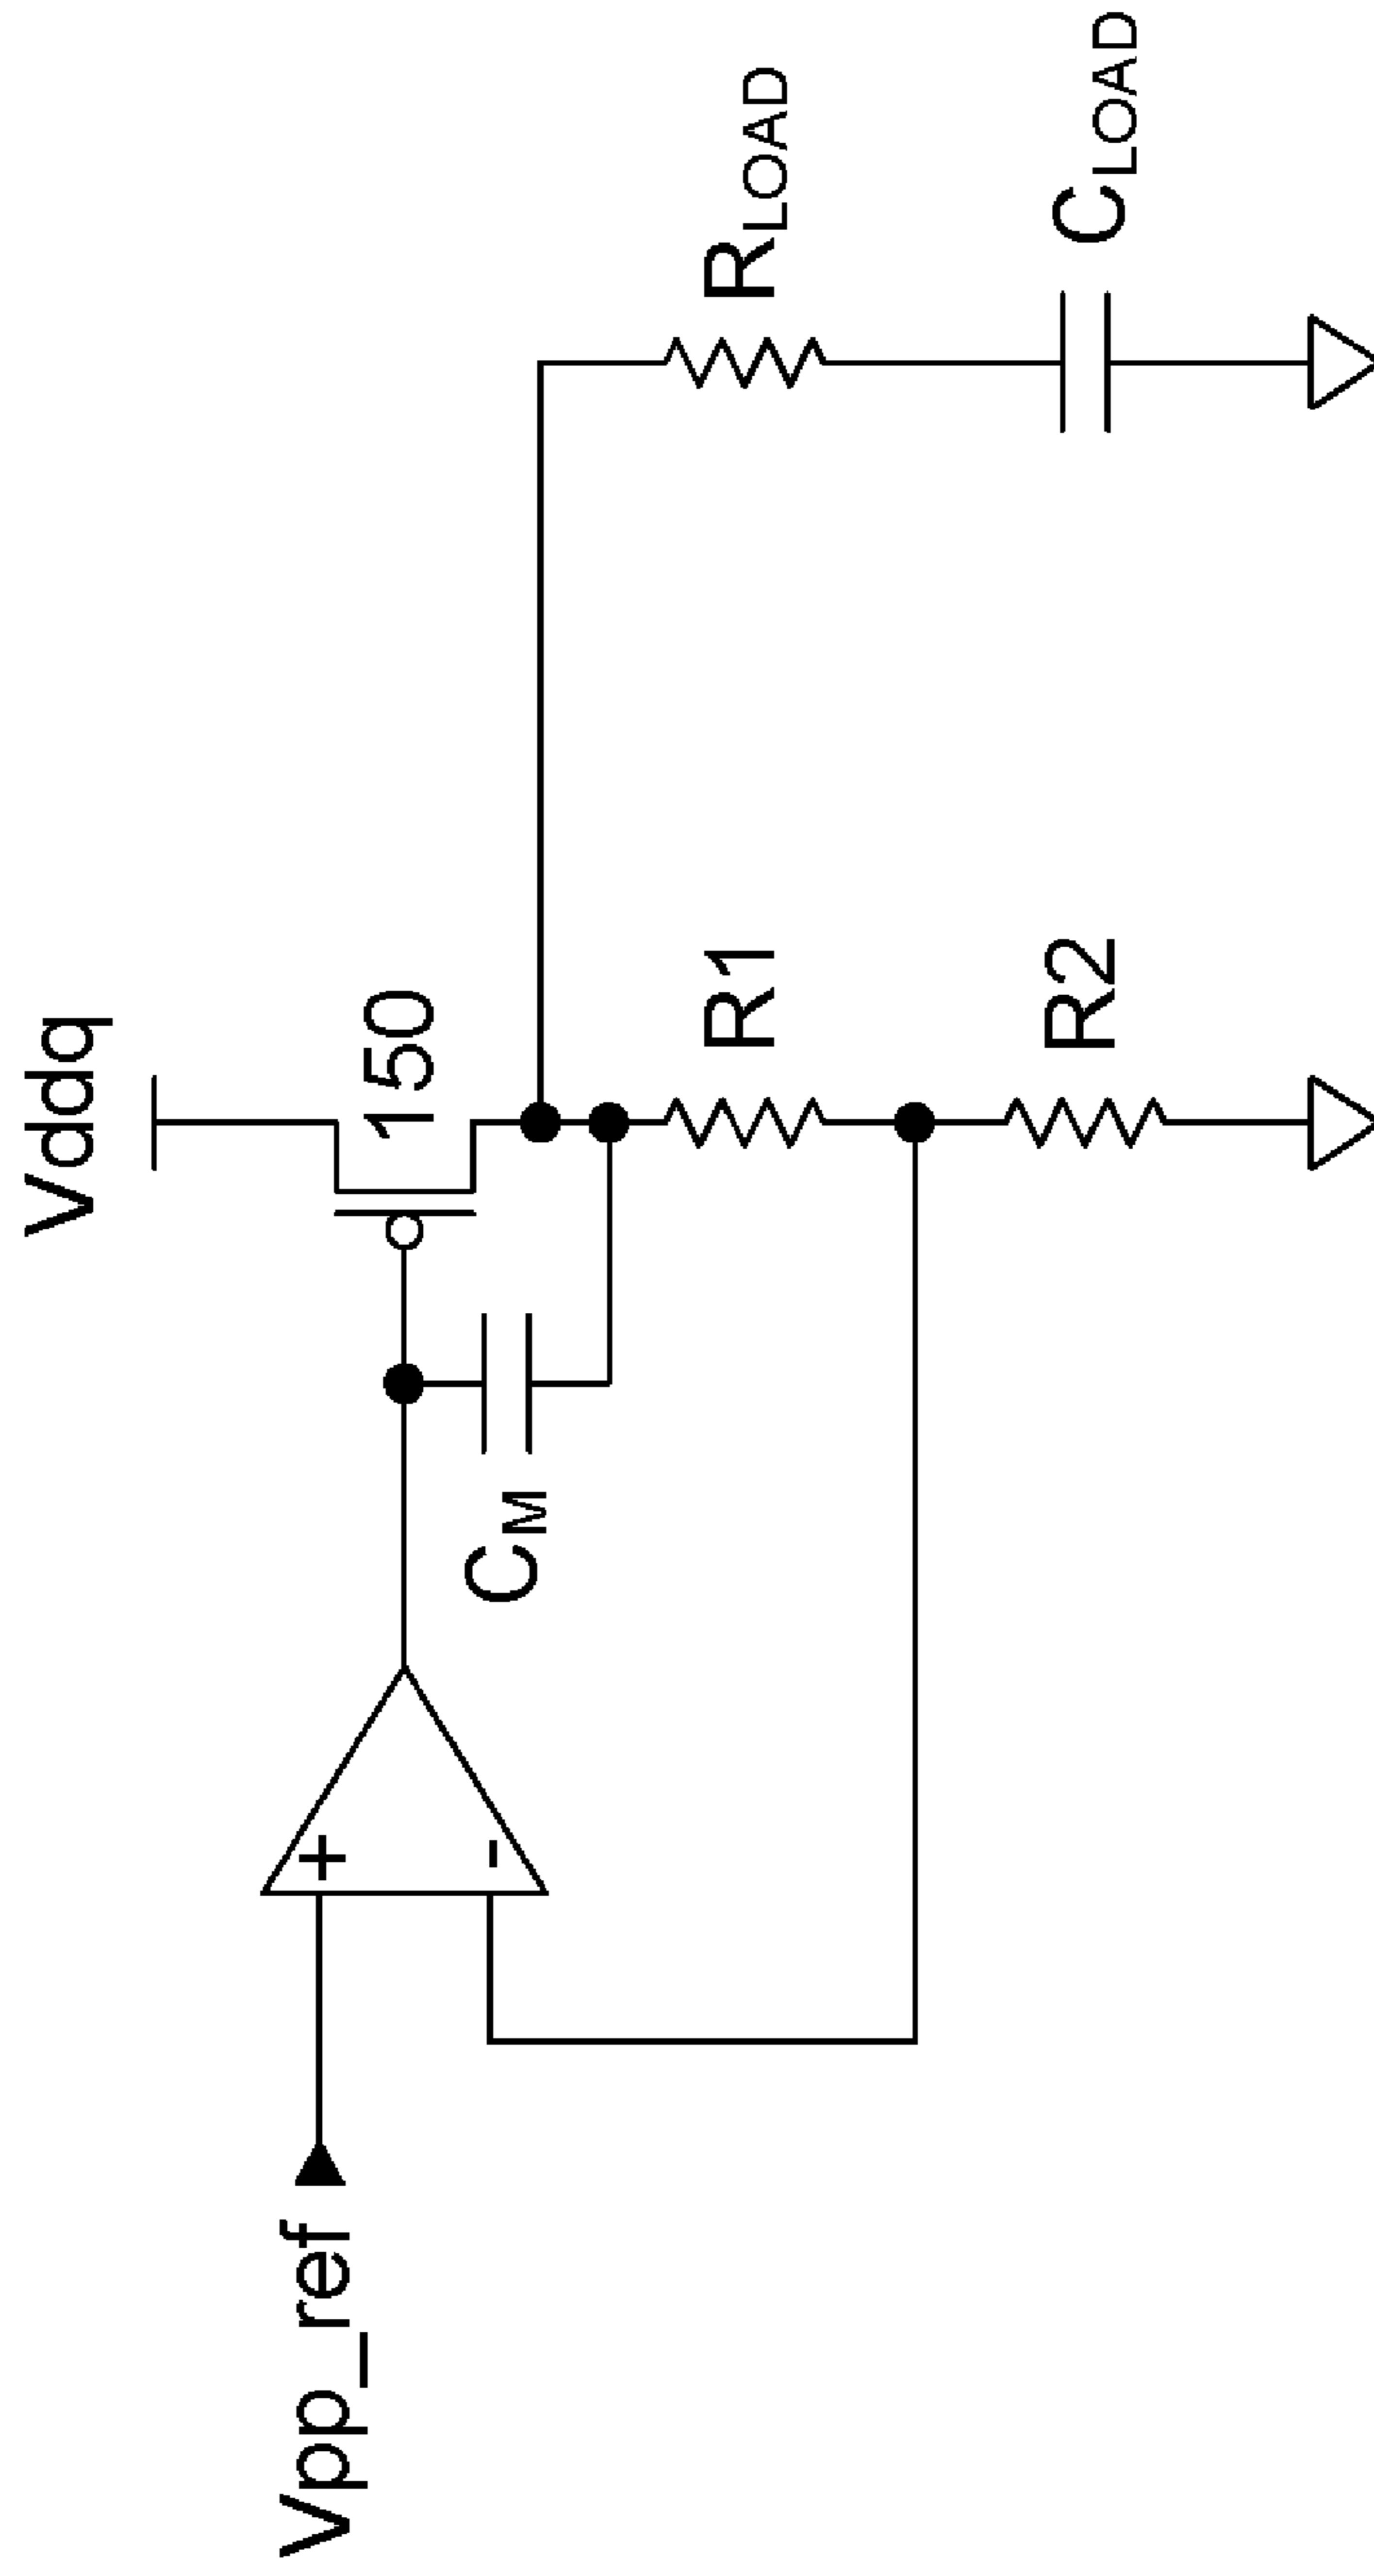 Vddq
150
Vpp_ref
+
-
CM
R1
R2
RLOAD
CLOAD